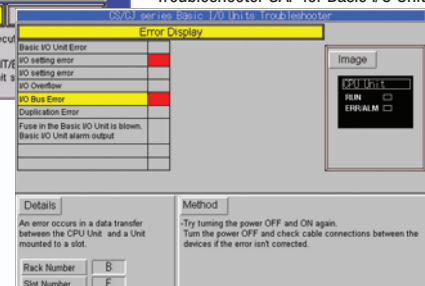 Troubleshooter SAP for Basic I/O Unit
CS/CJ series Basic I/O Units Troubleshooter
Error Display
Basic I/O Unit Error
I/O setting error
I/O setting error
I/O Overflow
I/O Bus Error
Duplication Error
Fuse in the Basic I/O Unit is blown.
Basic I/O Unit alarm output
Image
CPU Unit
RUN
ERR/ALM
Details
An error occurs in a data transfer
between the CPU Unit and a Unit
mounted to a slot.
Rack Number B
Slot Number F
Method
-Try turning the power OFF and ON again.
Turn the power OFF and check cable connections between the
devices if the error isn't corrected.